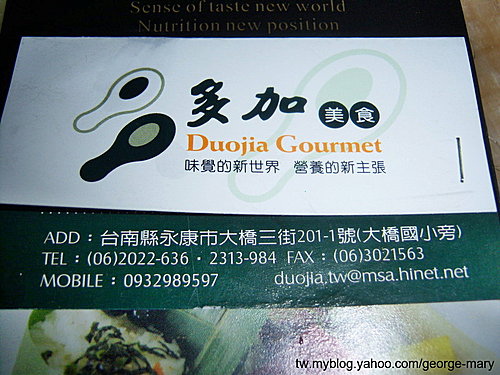 Sense of taste new world
Nutrition new position
多加 美食
Duojia Gourmet
味覺的新世界 營養的新主張
ADD：台南縣永康市大橋三街201-1號(大橋國小旁)
TEL：(06)2022-636・2313-984 FAX：(06)3021563
MOBILE：0932989597 duojia.tw@msa.hinet.net
tw.myblog.yahoo.com/george-mary